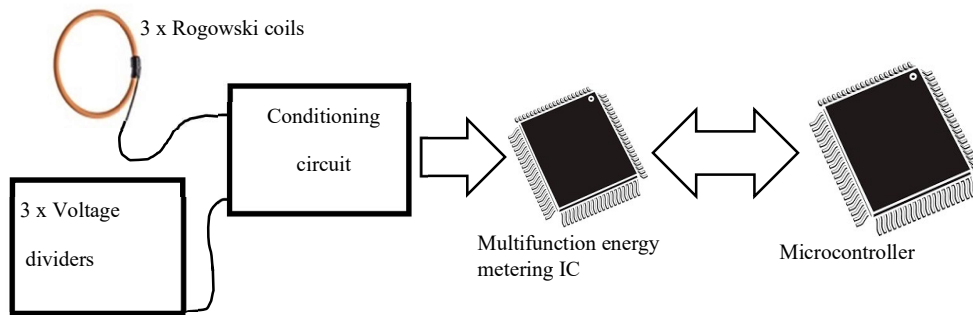 3 x Rogowski coils
Conditioning
circuit
3 x Voltage
dividers
Multifunction energy
metering IC
Microcontroller